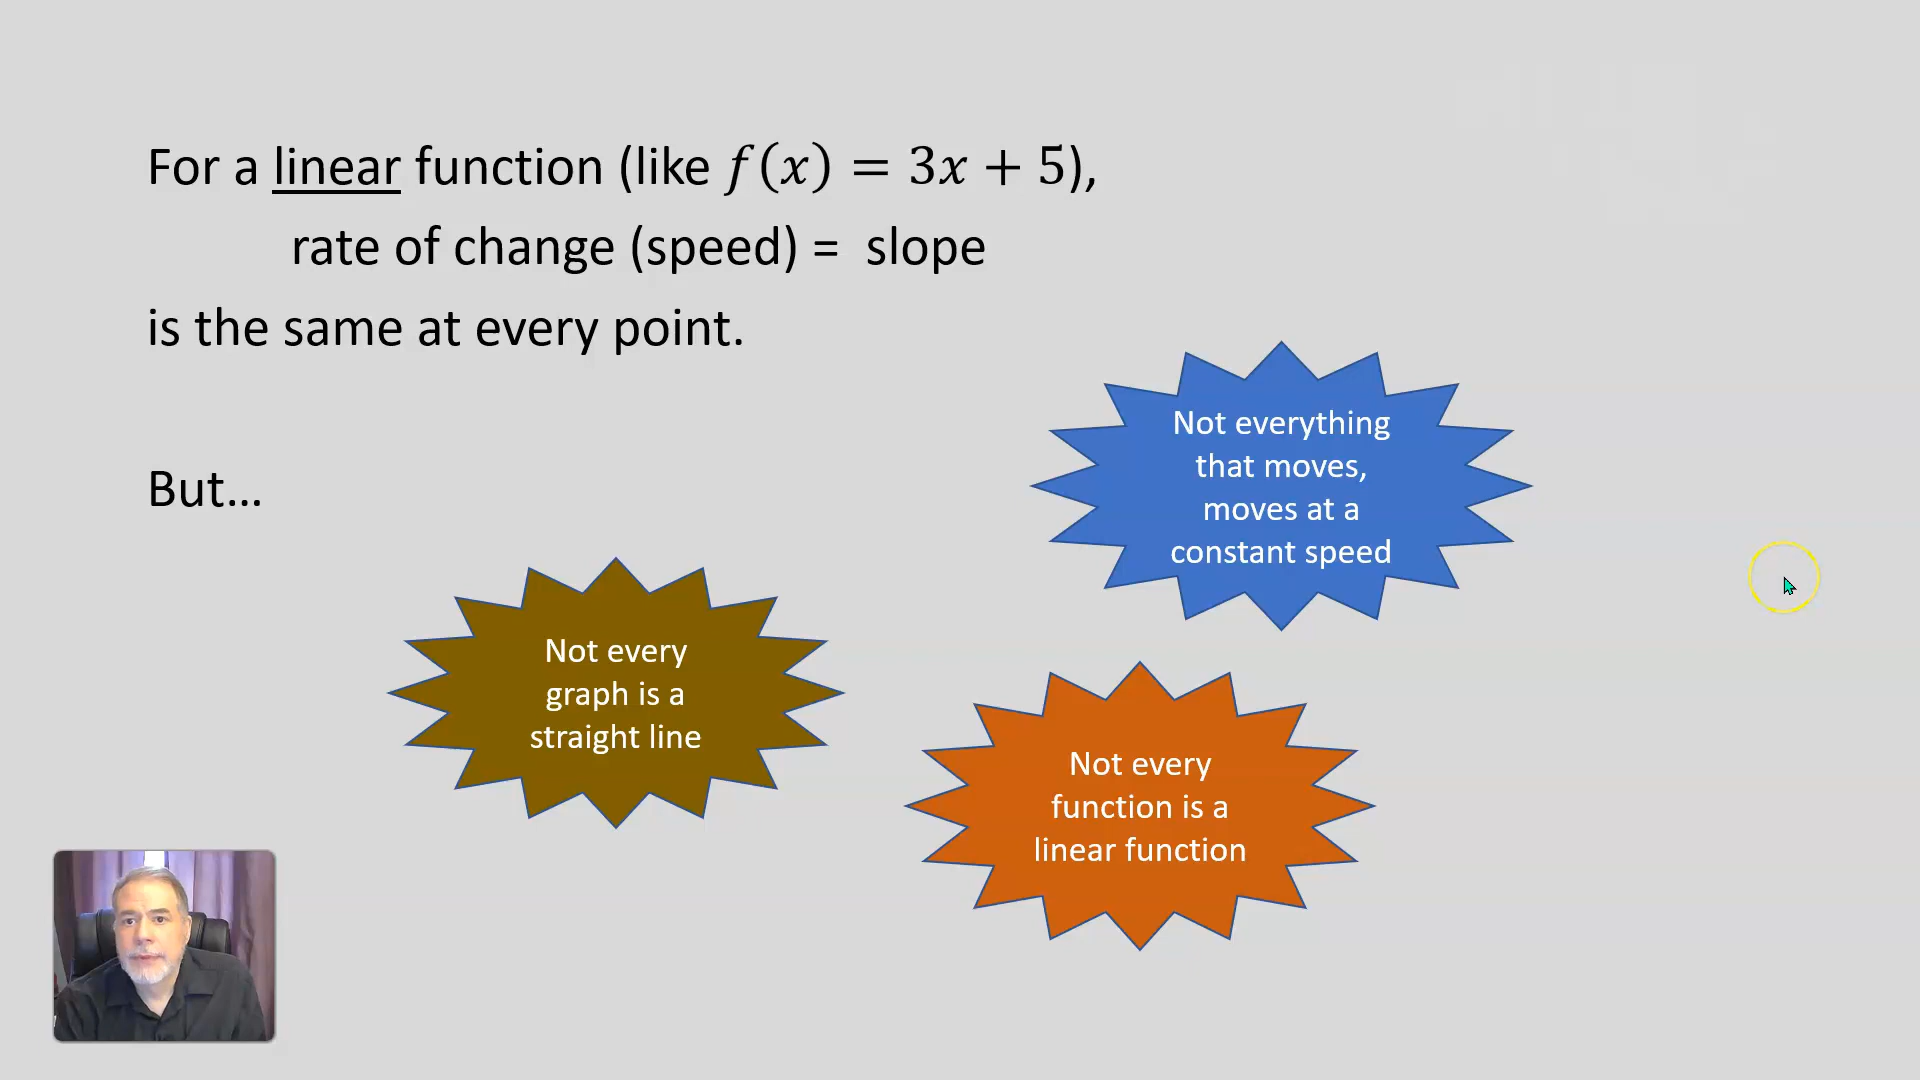 For a linear function (like f(x) = 3x + 5),
rate of change (speed) = slope
is the same at every point.
But...
Not everything
that moves,
moves at a
constant speed
Not every
graph is a
straight line
Not every
function is a
linear function